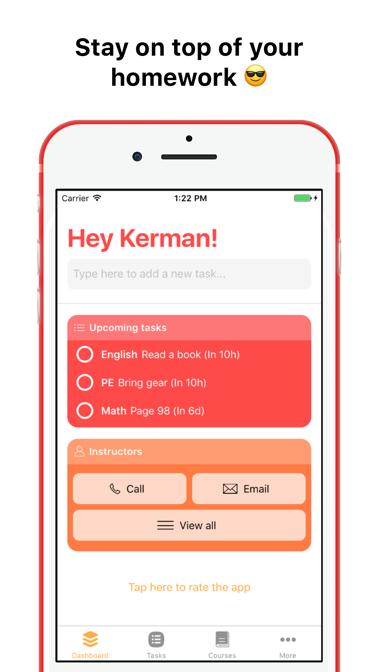 Stay on top of your
homework 😎
Carrier 1:22 PM
Hey Kerman!
Type here to add a new task...
Upcoming tasks
English Read a book (In 10h)
PE Bring gear (In 10h)
Math Page 98 (In 6d)
Instructors
Call Email
View all
Tap here to rate the app
Dashboard Tasks Courses More